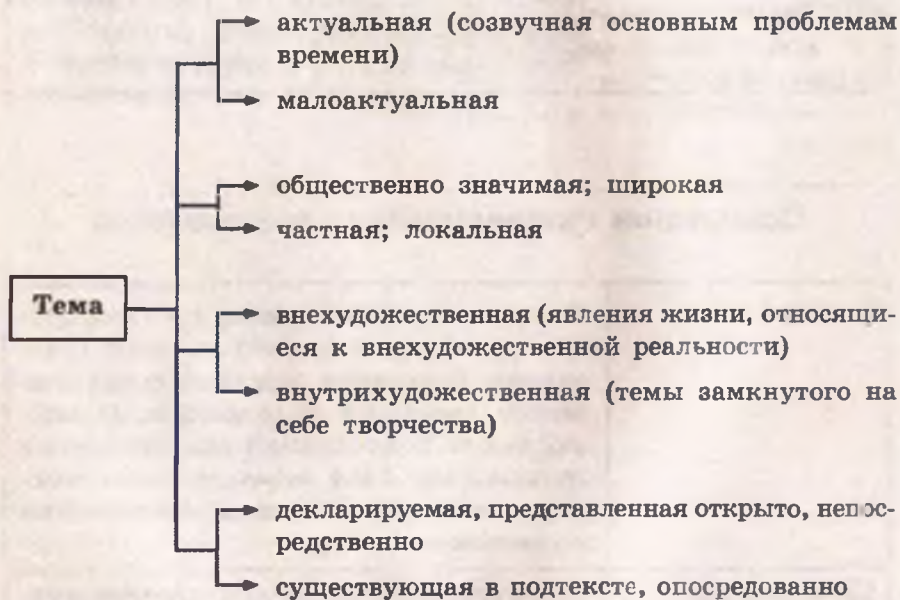 актуальная (созвучная основным проблемам
времени)
малоактуальная
общественно значимая; широкая
частная; локальная
Тема
внехудожественная (явления жизни, относящи-
еся к внехудожественной реальности)
внутрихудожественная (темы замкнутого на
себе творчества)
декларируемая, представленная открыто, непос-
редственно
существующая в подтексте, опосредованно